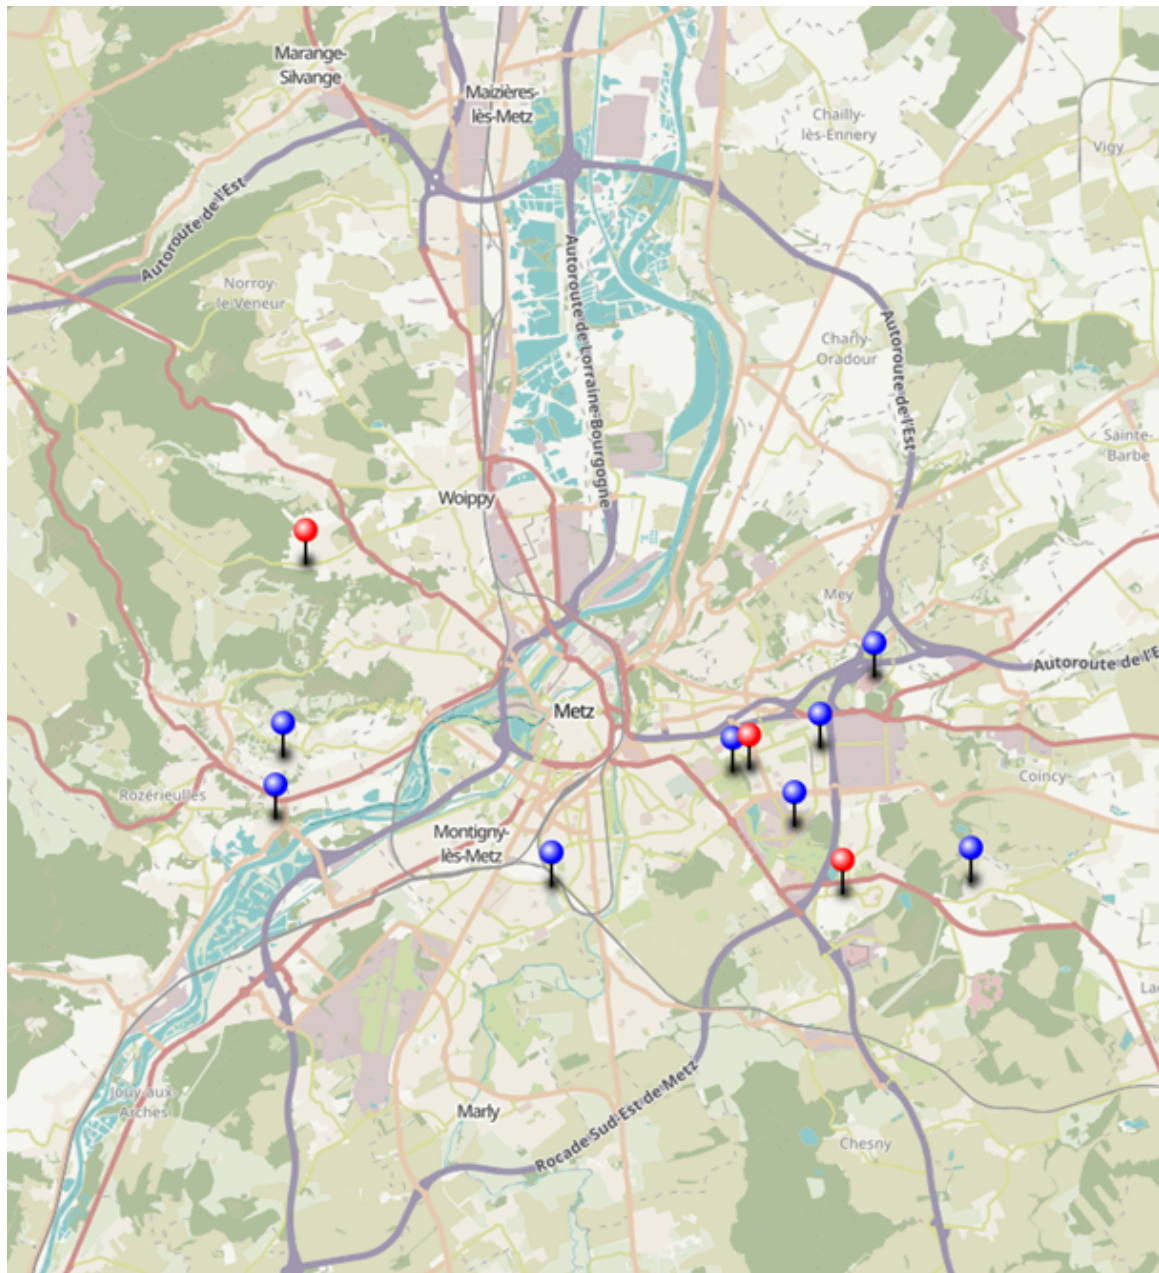 Marange-
Silvange
Maizières-
lès-Metz
Chailly-
lès-Ennery
Vigy
Autoroute de l'Est
Norroy-
le-Veneur
Autoroute de Lorraine-Bourgogne
Charly-
Oradour
Autoroute de l'Est
Sainte-
Barbe
Woippy
Mey
Autoroute de l'E
Metz
Coincy
Rozérieulles
Montigny-
lès-Metz
La
Jouy-aux
Arches
Marly
Rocade Sud-Est de Metz
Chesny